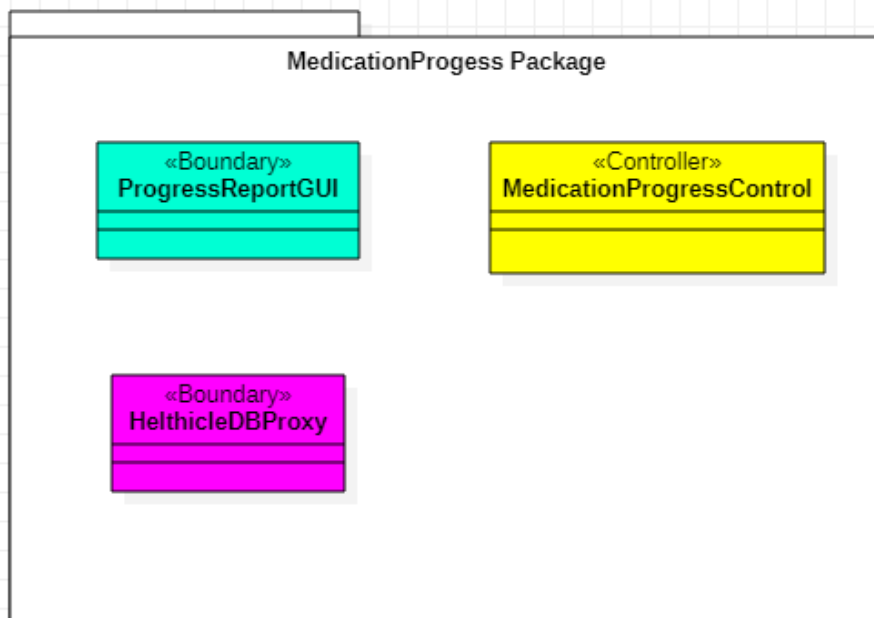 MedicationProgess Package
«Boundary»
ProgressReportGUI
«Controller»
MedicationProgressControl
«Boundary»
HelthicleDBProxy